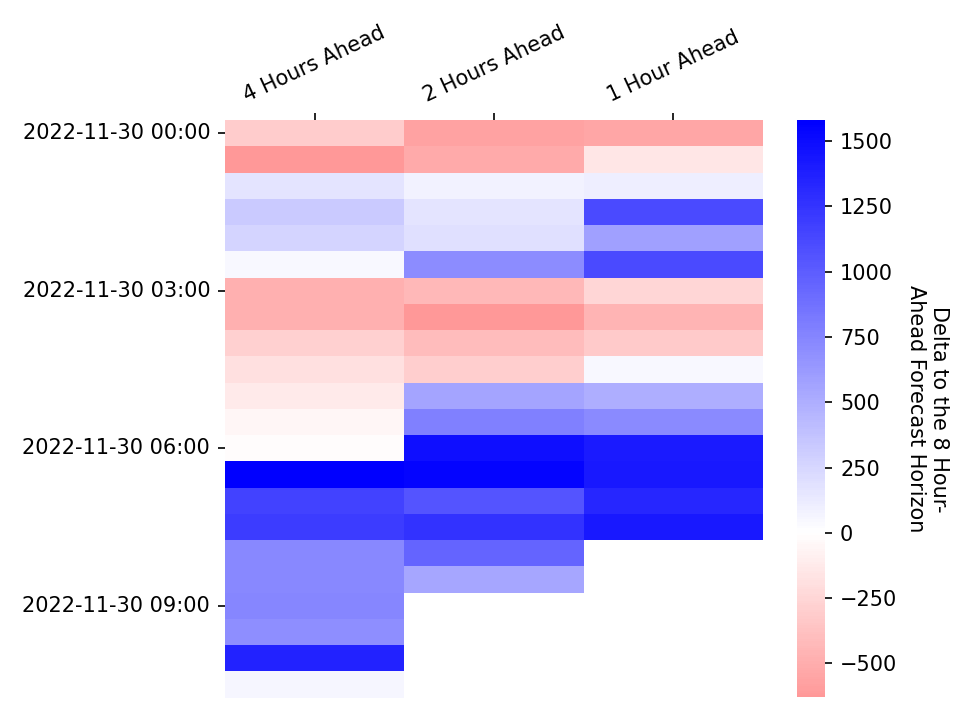 4 Hours Ahead
2 Hours Ahead
1 Hour Ahead
2022-11-30 00:00
2022-11-30 03:00
2022-11-30 06:00
2022-11-30 09:00
1500
1250
1000
750
500
250
0
−250
−500
Delta to the 8 Hour-
Ahead Forecast Horizon